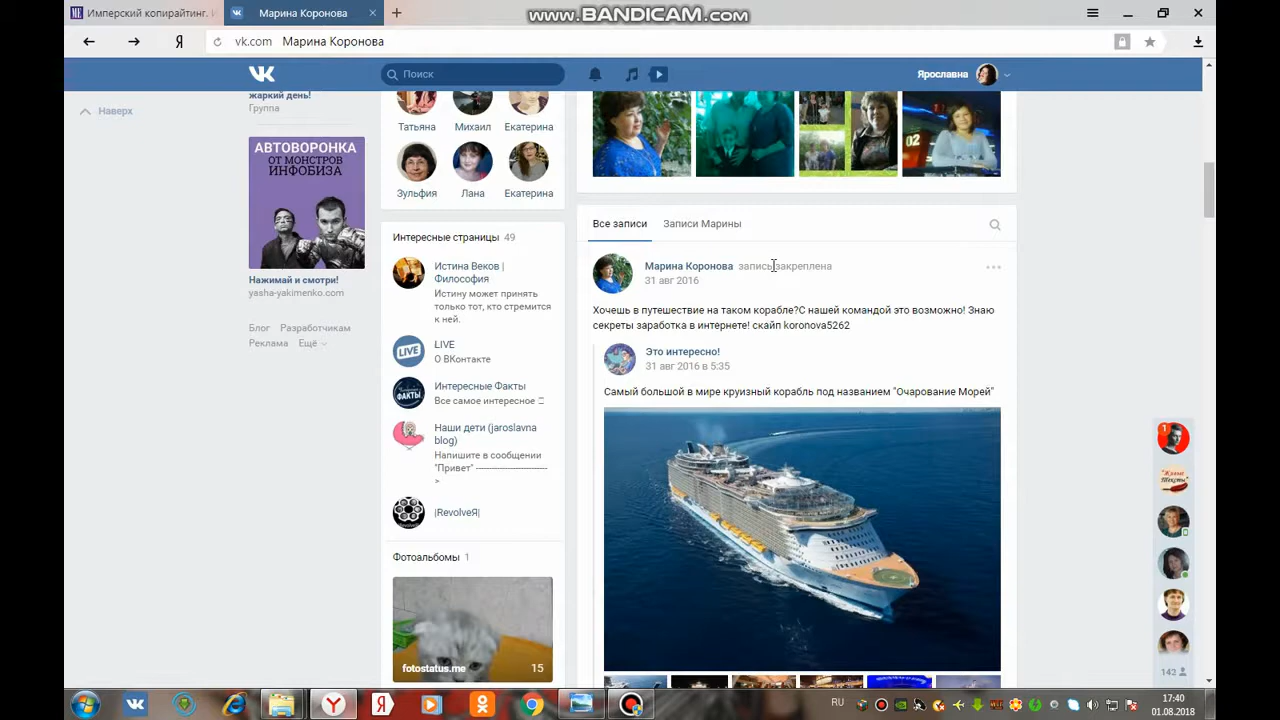 www.BANDICAM.com
Имперский копирайтинг. И
Марина Коронова
Я
vk.com Марина Коронова
Поиск
Ярославна
Наверх
жаркий день!
Группа
АВТОВОРОНКА
ОТ МОНСТРОВ
ИНФОБИЗА
Нажимай и смотри!
yasha-yakimenko.com
Блог Разработчикам
Реклама Ещё
Татьяна Михаил Екатерина
Зульфия Лана Екатерина
Интересные страницы 49
Истина Веков |
Философия
Истину может принять
только тот, кто стремится
к ней.
LIVE
LIVE
О ВКонтакте
ФАКТЫ
Интересные Факты
Все самое интересное
Наши дети (jaroslavna
blog)
Напишите в сообщении
"Привет" ----------------------
>
|RevolveЯ|
Фотоальбомы 1
fotostatus.me 15
02
Все записи Записи Марины
Марина Коронова запись закреплена
31 авг 2016
Хочешь в путешествие на таком корабле?С нашей командой это возможно! Знаю
секреты заработка в интернете! скайп koronova5262
Это интересно!
31 авг 2016 в 5:35
Самый большой в мире круизный корабль под названием "Очарование Морей"
1
"Живые
Тексты"
142
RU
17:40
01.08.2018